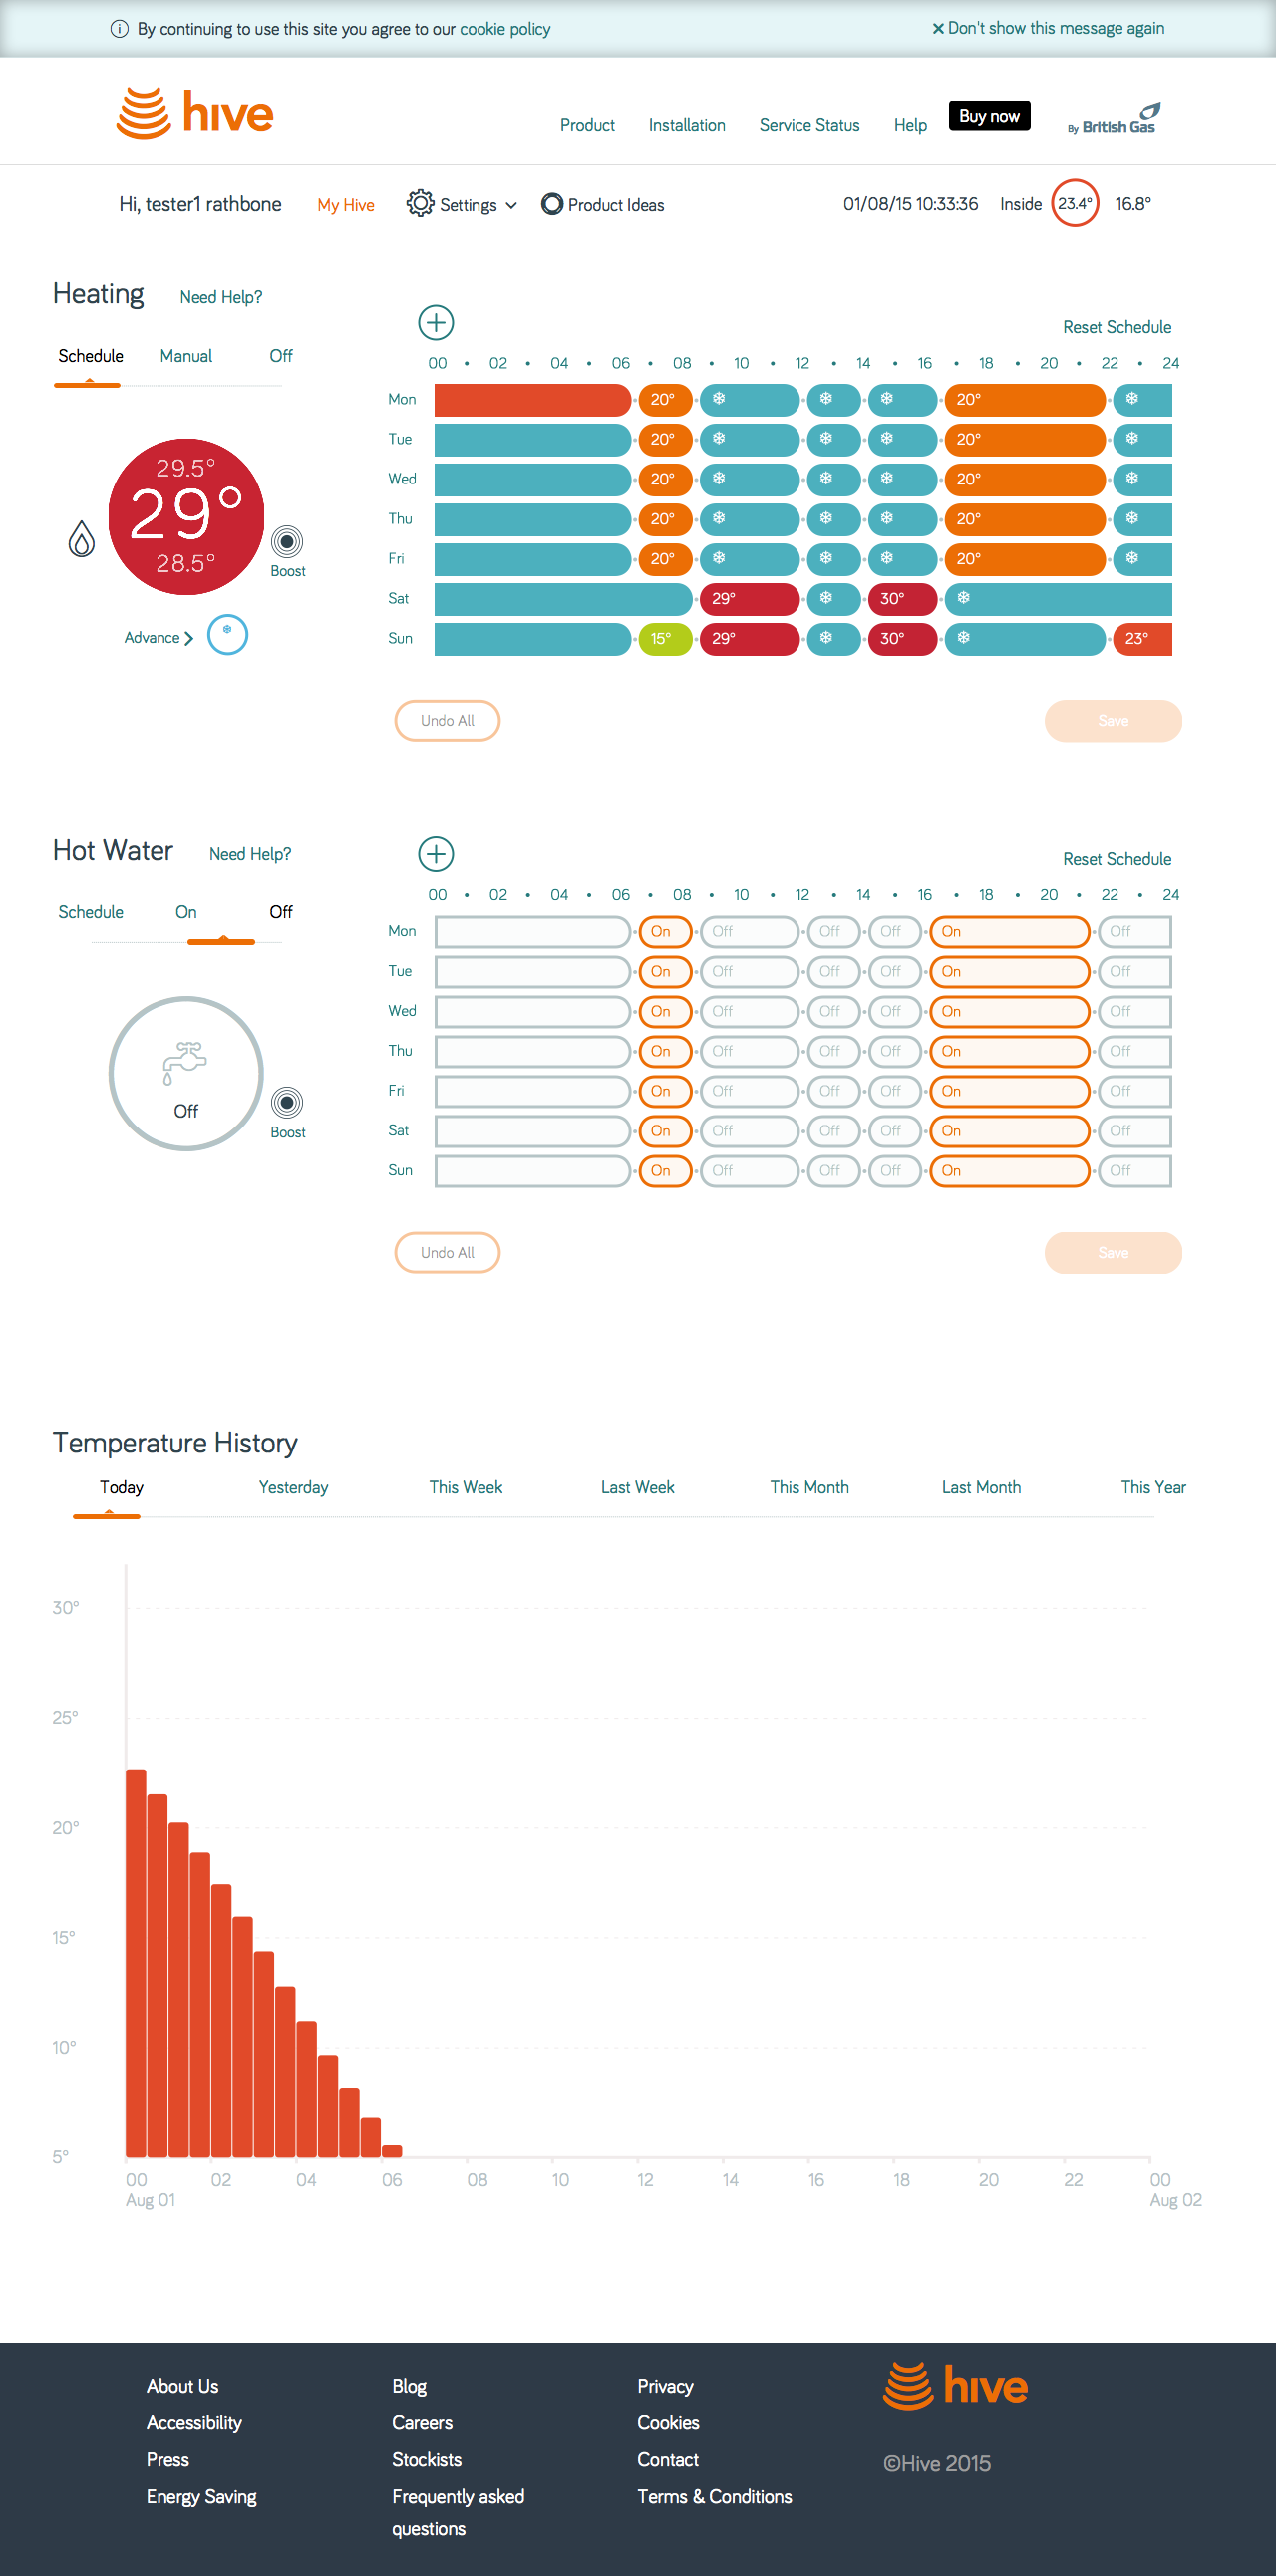 By continuing to use this site you agree to our cookie policy
Don't show this message again
hive
Product Installation Service Status Help Buy now By British Gas
Hi, tester1 rathbone My Hive Settings Product Ideas 01/08/15 10:33:36 Inside 23.4° 16.8°
Heating Need Help?
Schedule Manual Off
29.5°
29°
28.5°
Boost
Advance
Reset Schedule
00 • 02 • 04 • 06 • 08 • 10 • 12 • 14 • 16 • 18 • 20 • 22 • 24
Mon 20° 20°
Tue 20° 20°
Wed 20° 20°
Thu 20° 20°
Fri 20° 20°
Sat 29° 30°
Sun 15° 29° 30° 23°
Undo All Save
Hot Water Need Help?
Schedule On Off
Off
Boost
Reset Schedule
00 • 02 • 04 • 06 • 08 • 10 • 12 • 14 • 16 • 18 • 20 • 22 • 24
Mon On Off Off Off On Off
Tue On Off Off Off On Off
Wed On Off Off Off On Off
Thu On Off Off Off On Off
Fri On Off Off Off On Off
Sat On Off Off Off On Off
Sun On Off Off Off On Off
Undo All Save
Temperature History
Today Yesterday This Week Last Week This Month Last Month This Year
30°
25°
20°
15°
10°
5°
00 02 04 06 08 10 12 14 16 18 20 22 00
Aug 01 Aug 02
About Us
Accessibility
Press
Energy Saving
Blog
Careers
Stockists
Frequently asked
questions
Privacy
Cookies
Contact
Terms & Conditions
hive
©Hive 2015